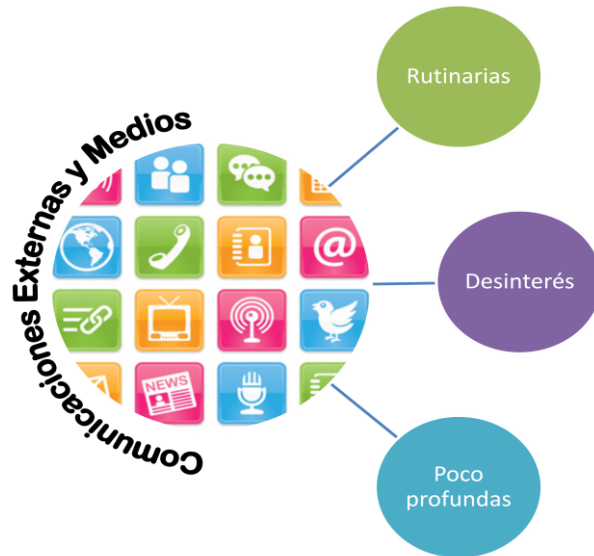 Comunicaciones Externas y Medios
Rutinarias
@
Desinterés
NEWS
Poco
profundas